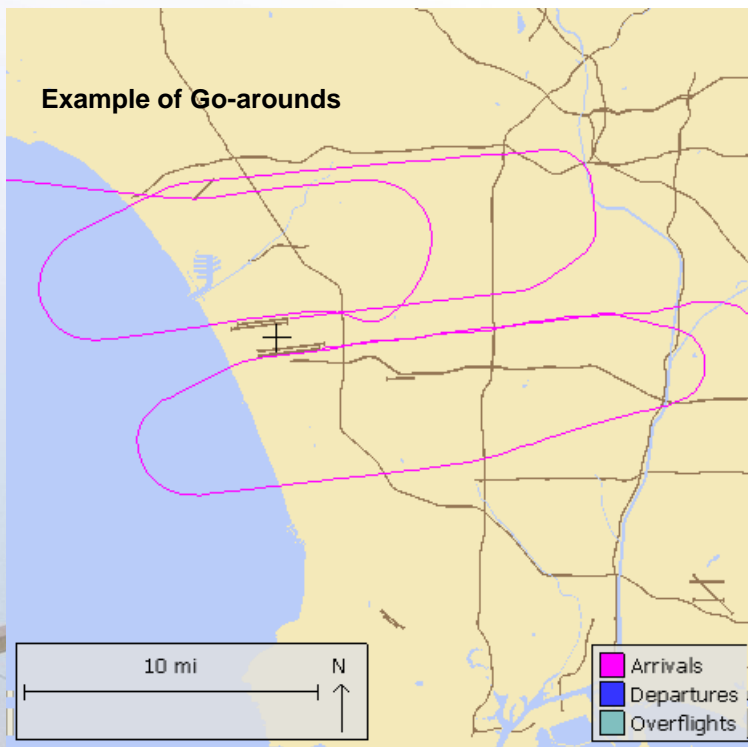 Example of Go-arounds
10 mi
N
Arrivals
Departures
Overflights